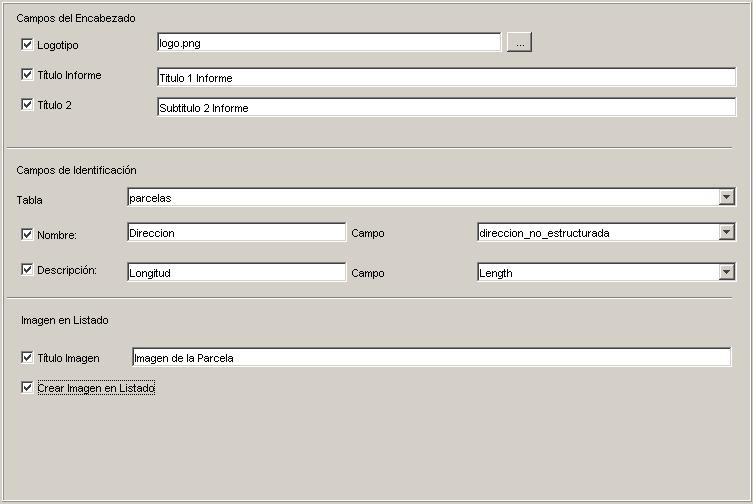 Campos del Encabezado
Logotipo logo.png ...
Título Informe Titulo 1 Informe
Título 2 Subtitulo 2 Informe
Campos de Identificación
Tabla parcelas
Nombre: Direccion Campo direccion_no_estructurada
Descripción: Longitud Campo Length
Imagen en Listado
Título Imagen Imagen de la Parcela
Crear Imagen en Listado